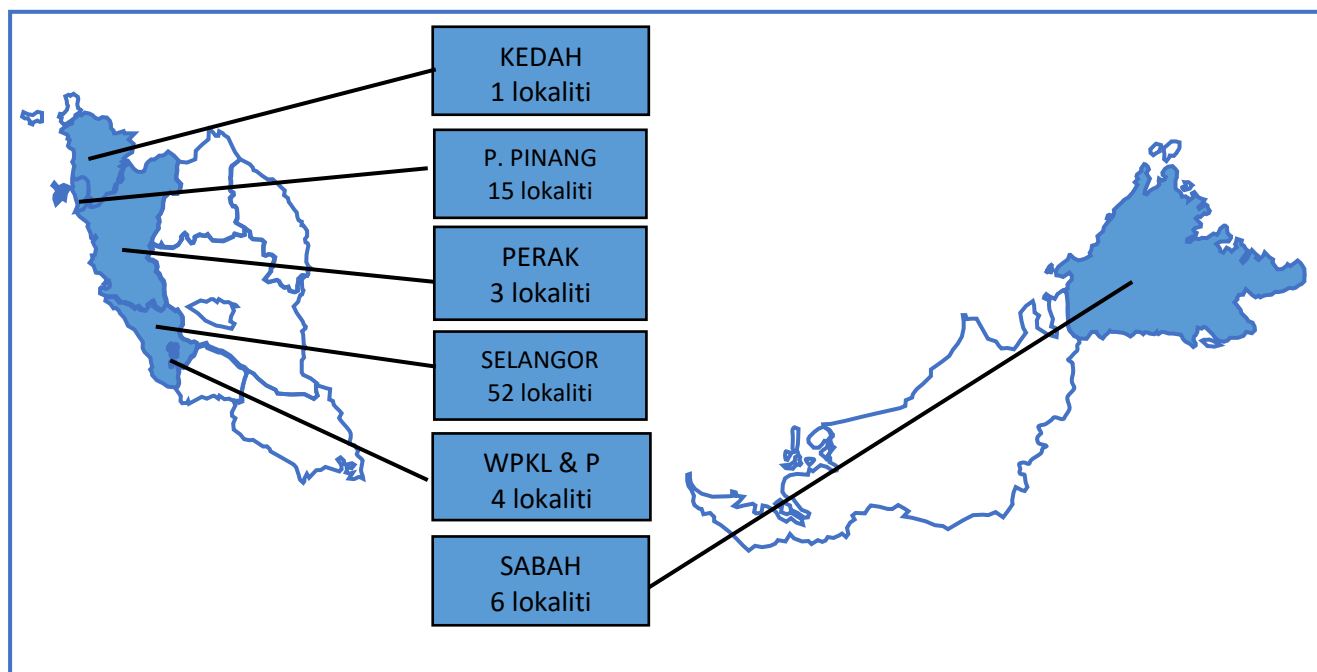 KEDAH
1 lokaliti
P. PINANG
15 lokaliti
PERAK
3 lokaliti
SELANGOR
52 lokaliti
WPKL & P
4 lokaliti
SABAH
6 lokaliti